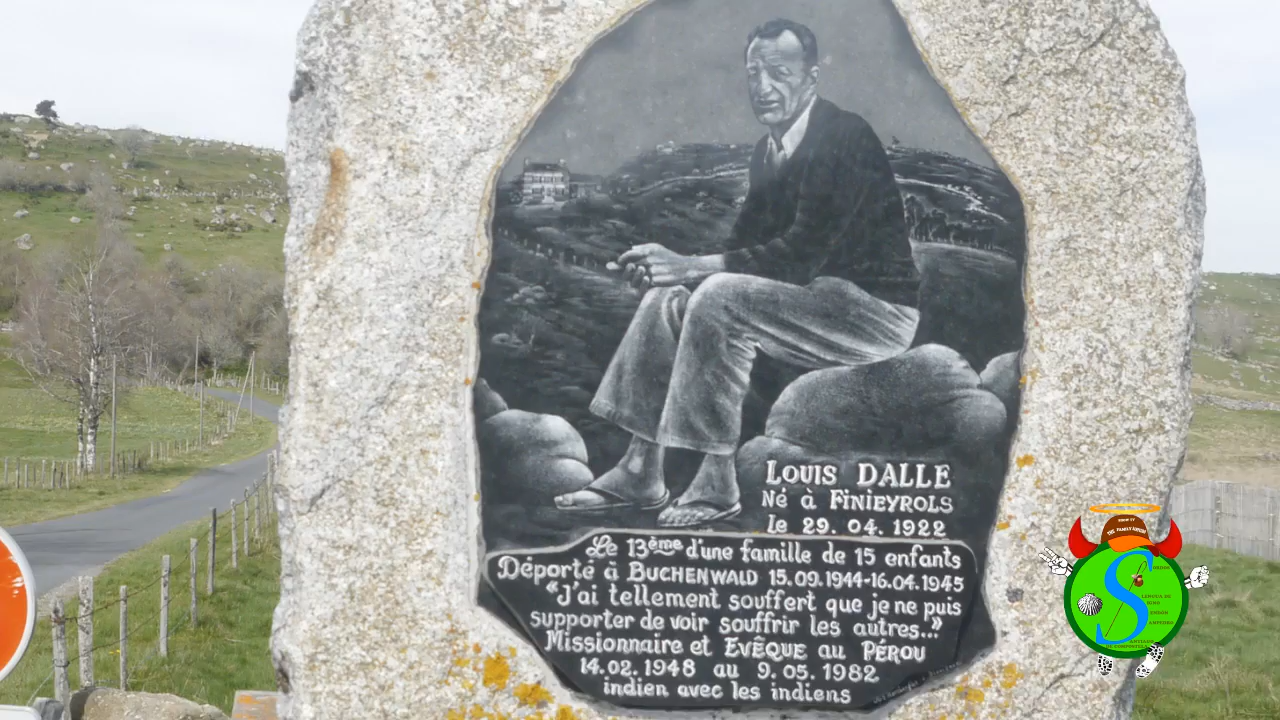 LOUIS DALLE
Né à FINIEYROLS
le 29. 04. 1922
Le 13ème d'une famille de 15 enfants
Déporté à BUCHENWALD 15.09.1944-16.04.1945
«J'ai tellement souffert que je ne puis
supporter de voir souffrir les autres...»
Missionnaire et EVÊQUE au PÉROU
14.02.1948 au 9.05.1982
indien avec les indiens